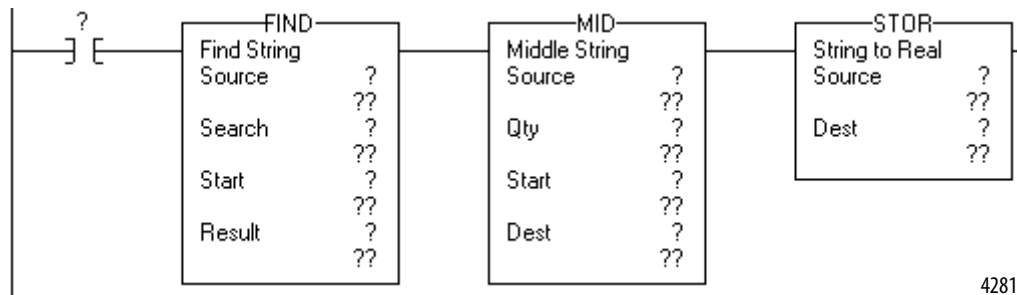 ?
FIND
Find String
Source ?
??
Search ?
??
Start ?
??
Result ?
??
MID
Middle String
Source ?
??
Qty ?
??
Start ?
??
Dest ?
??
STOR
String to Real
Source ?
??
Dest ?
??
4281